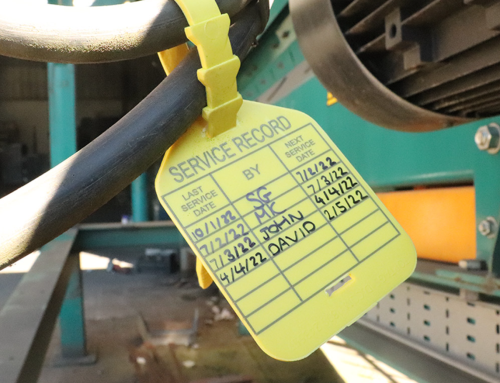 SERVICE RECORD
LAST SERVICE DATE BY NEXT SERVICE DATE
10/1/22 SG 7/2/22
7/2/22 MK 7/3/22
7/3/22 JOHN 4/4/22
4/4/22 DAVID 2/5/22